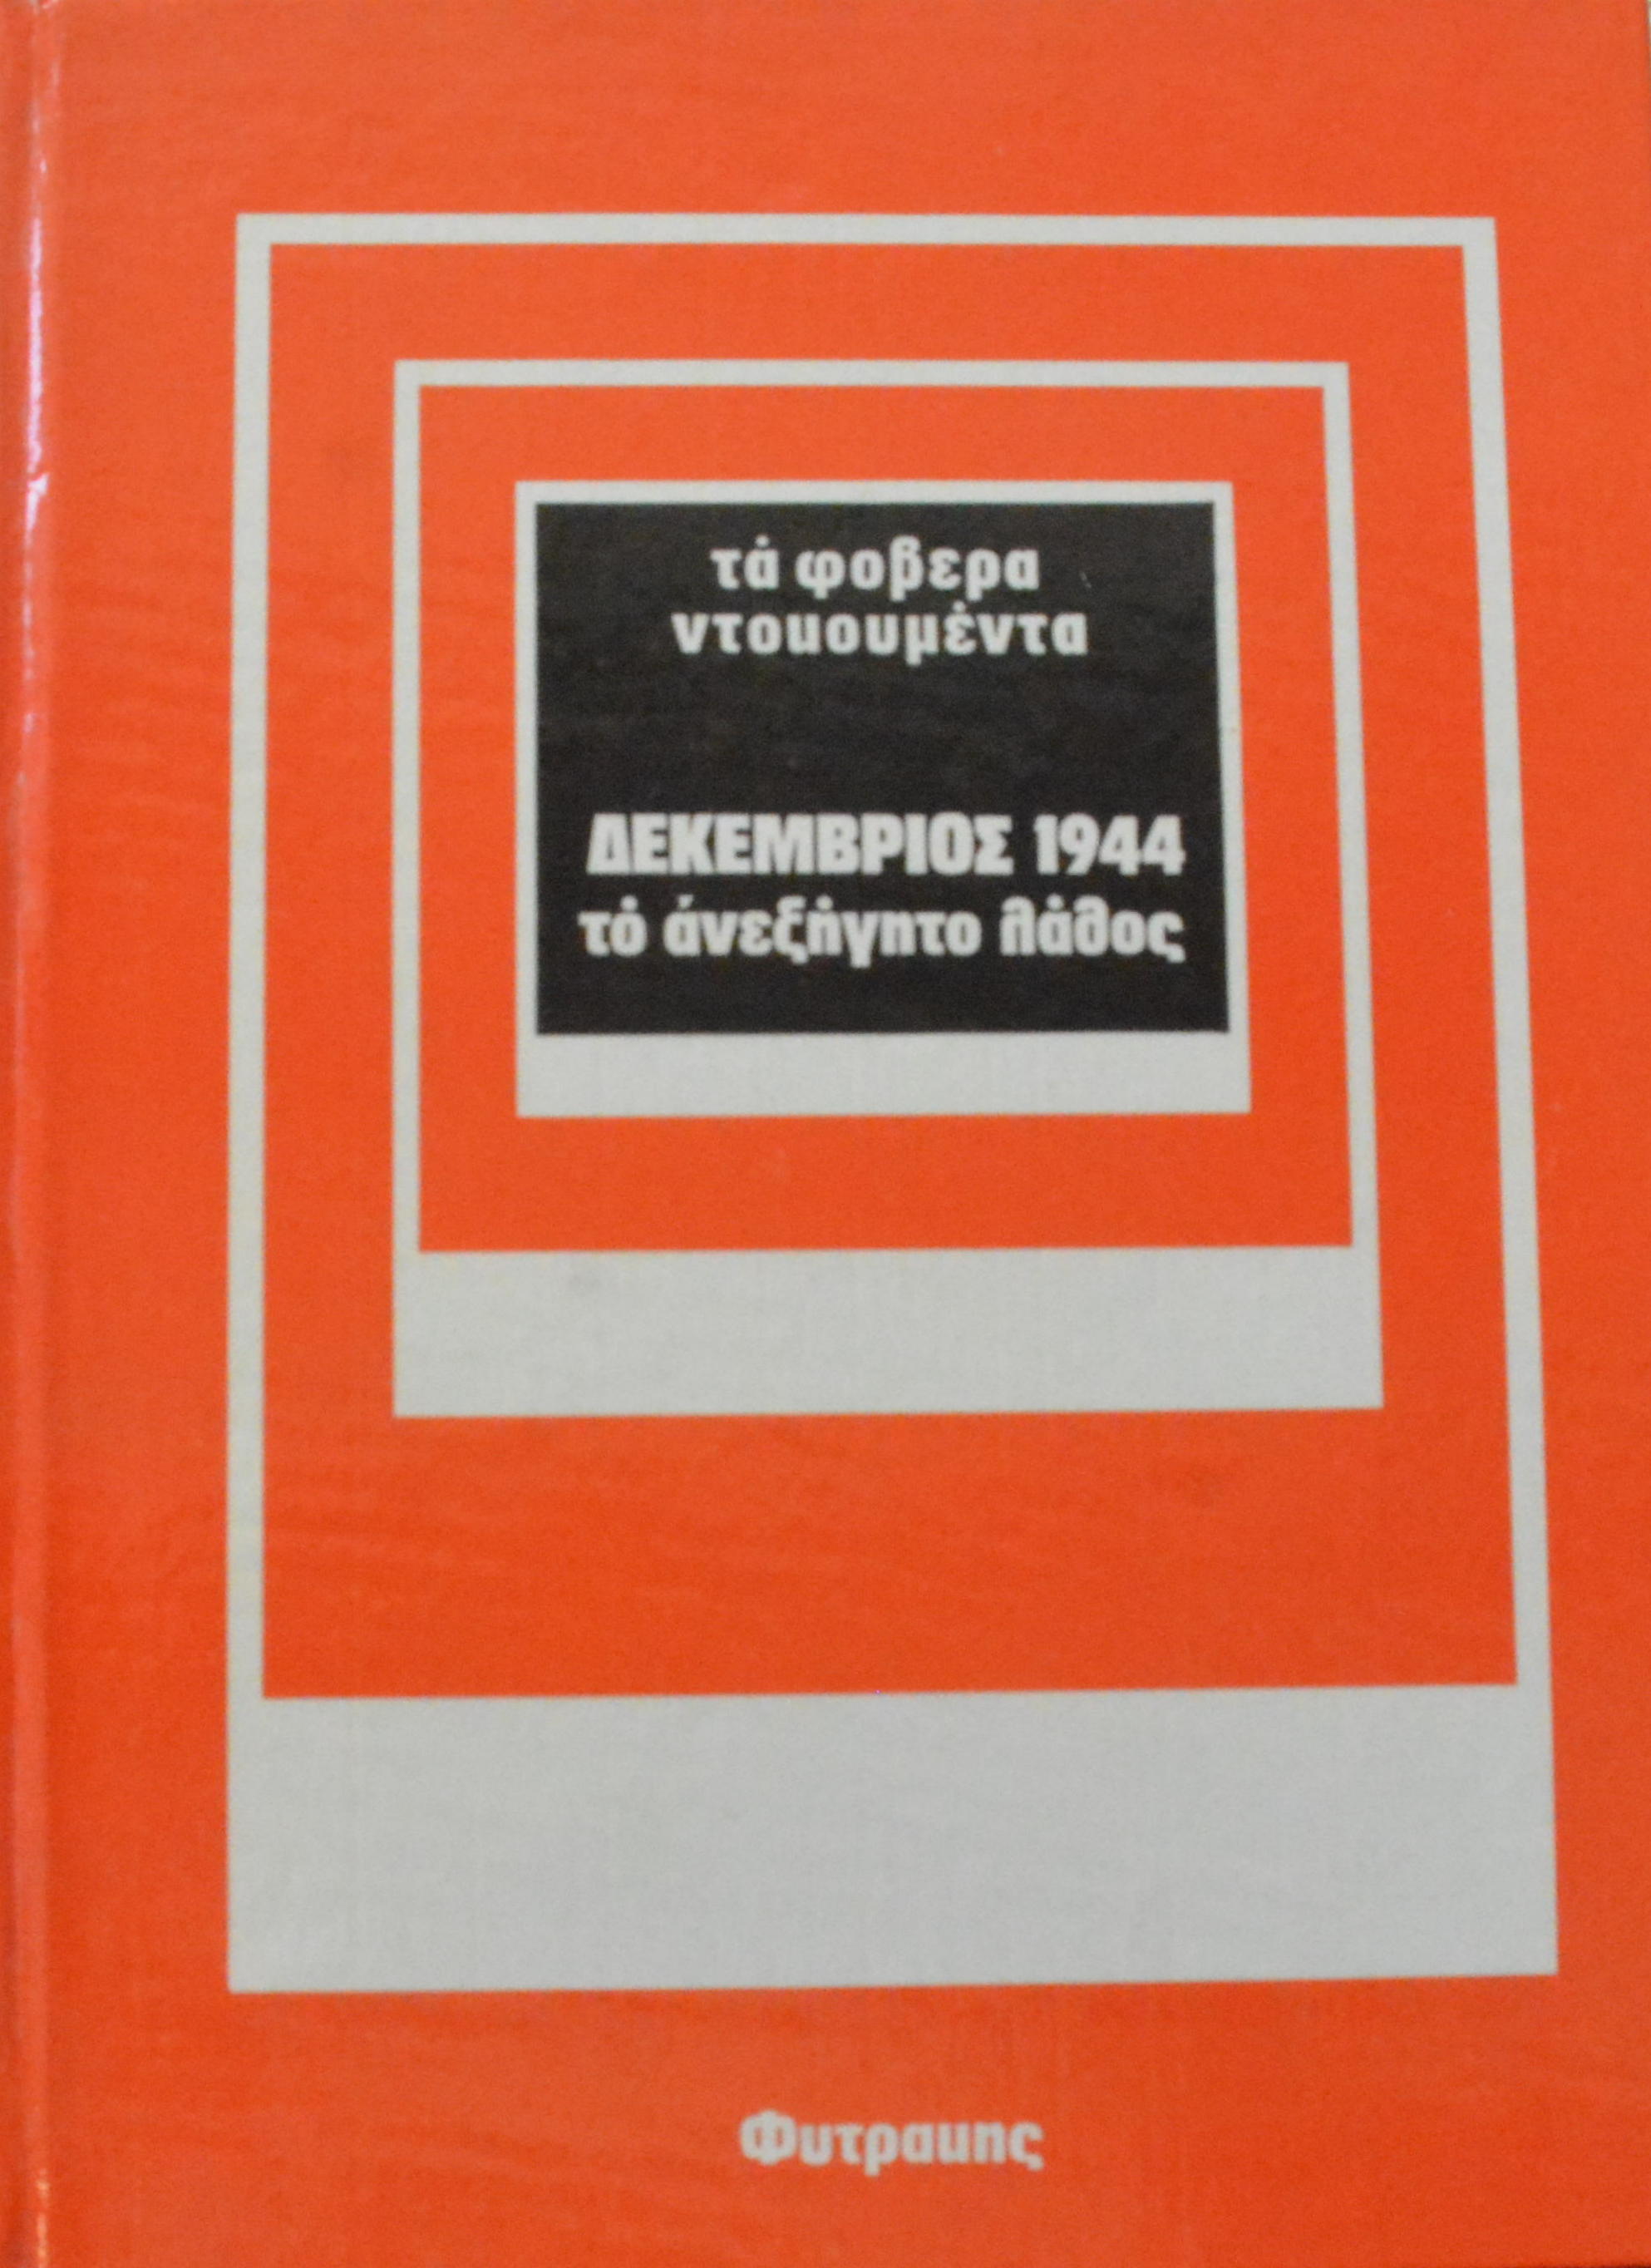 τά φοβερα
ντοκουμέντα
ΔΕΚΕΜΒΡΙΟΣ 1944
τό άνεξήγητο λάθος
Φυτρακης